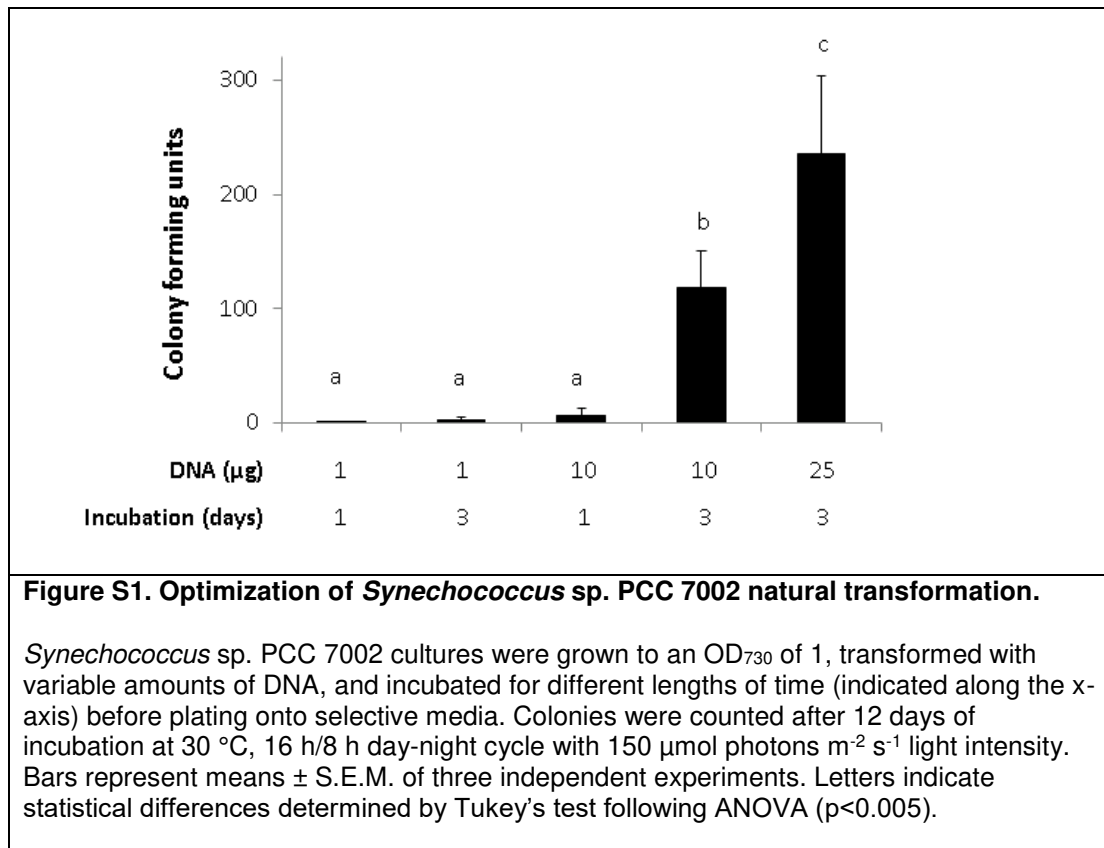 c
300
200
b
Colony forming units
100
a a a
0
DNA (µg) 1 1 10 10 25
Incubation (days) 1 3 1 3 3
Figure S1. Optimization of Synechococcus sp. PCC 7002 natural transformation.
Synechococcus sp. PCC 7002 cultures were grown to an OD730 of 1, transformed with
variable amounts of DNA, and incubated for different lengths of time (indicated along the x-
axis) before plating onto selective media. Colonies were counted after 12 days of
incubation at 30 °C, 16 h/8 h day-night cycle with 150 µmol photons m-2 s-1 light intensity.
Bars represent means ± S.E.M. of three independent experiments. Letters indicate
statistical differences determined by Tukey’s test following ANOVA (p<0.005).